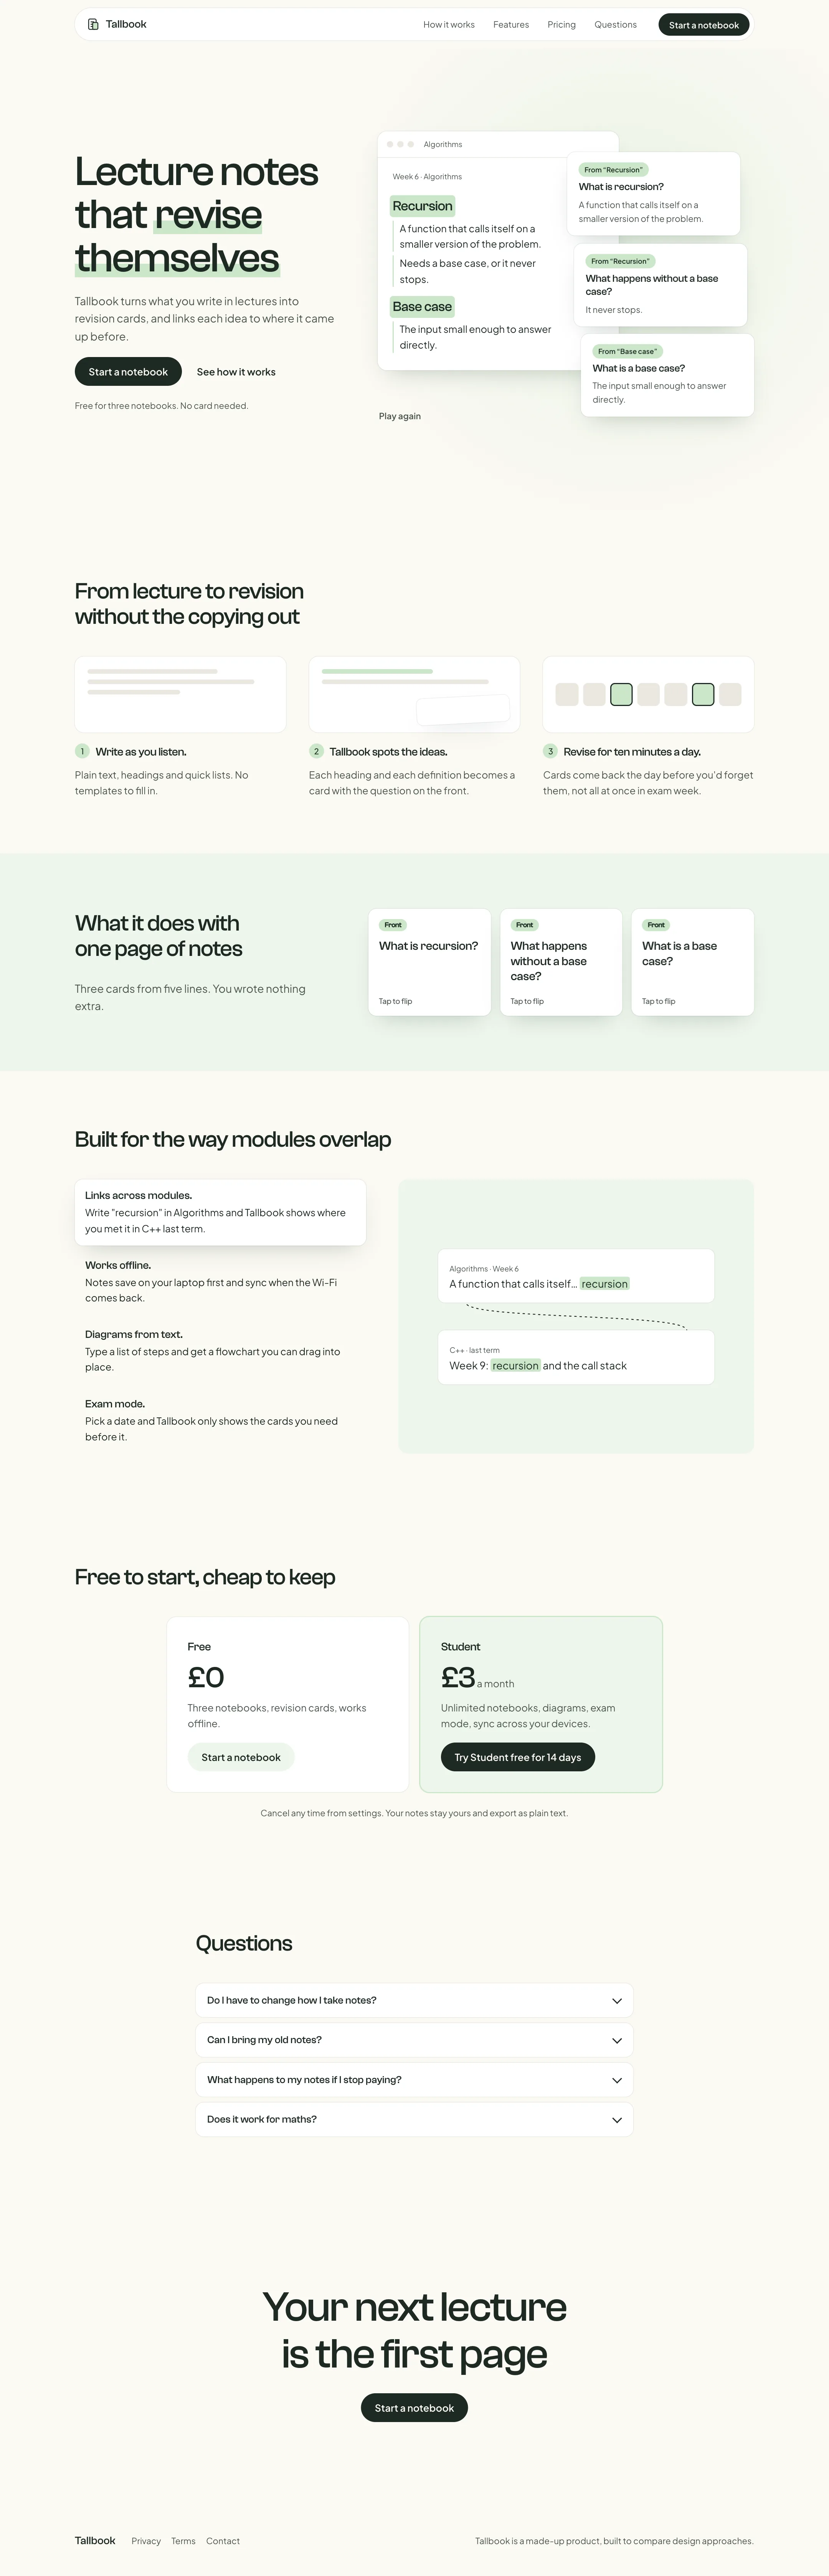 Tallbook
How it works
Features
Pricing
Questions
Start a notebook
Lecture notes
that revise
themselves
Tallbook turns what you write in lectures into
revision cards, and links each idea to where it came
up before.
Start a notebook
See how it works
Free for three notebooks. No card needed.
Algorithms
Week 6 · Algorithms
Recursion
A function that calls itself on a
smaller version of the problem.
Needs a base case, or it never
stops.
Base case
The input small enough to answer
directly.
From “Recursion”
What is recursion?
A function that calls itself on a
smaller version of the problem.
From “Recursion”
What happens without a base
case?
It never stops.
From “Base case”
What is a base case?
The input small enough to answer
directly.
Play again
From lecture to revision
without the copying out
1 Write as you listen.
Plain text, headings and quick lists. No
templates to fill in.
2 Tallbook spots the ideas.
Each heading and each definition becomes a
card with the question on the front.
3 Revise for ten minutes a day.
Cards come back the day before you'd forget
them, not all at once in exam week.
What it does with
one page of notes
Three cards from five lines. You wrote nothing
extra.
Front
What is recursion?
Tap to flip
Front
What happens
without a base
case?
Tap to flip
Front
What is a base
case?
Tap to flip
Built for the way modules overlap
Links across modules.
Write "recursion" in Algorithms and Tallbook shows where
you met it in C++ last term.
Works offline.
Notes save on your laptop first and sync when the Wi-Fi
comes back.
Diagrams from text.
Type a list of steps and get a flowchart you can drag into
place.
Exam mode.
Pick a date and Tallbook only shows the cards you need
before it.
Algorithms · Week 6
A function that calls itself… recursion
C++ · last term
Week 9: recursion and the call stack
Free to start, cheap to keep
Free
£0
Three notebooks, revision cards, works
offline.
Start a notebook
Student
£3 a month
Unlimited notebooks, diagrams, exam
mode, sync across your devices.
Try Student free for 14 days
Cancel any time from settings. Your notes stay yours and export as plain text.
Questions
Do I have to change how I take notes?
Can I bring my old notes?
What happens to my notes if I stop paying?
Does it work for maths?
Your next lecture
is the first page
Start a notebook
Tallbook
Privacy
Terms
Contact
Tallbook is a made-up product, built to compare design approaches.